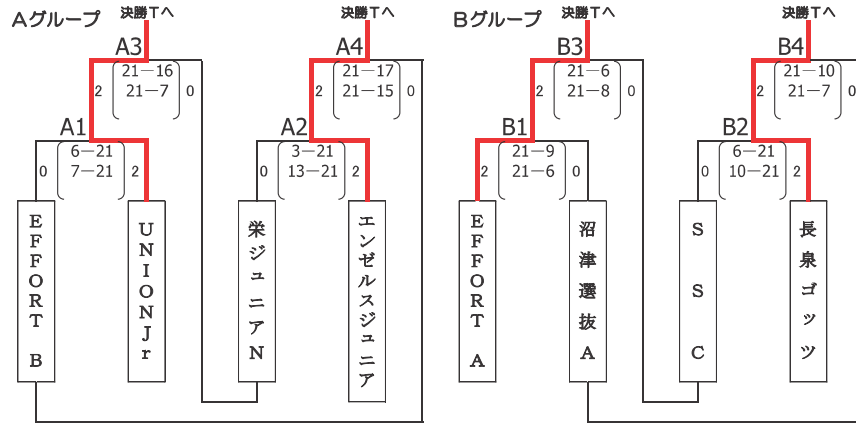 Aグループ
決勝Tへ
決勝Tへ
Bグループ
決勝Tへ
決勝Tへ
A3
A4
B3
B4
2
21－16
21－7
0
2
21－17
21－15
0
2
21－6
21－8
0
2
21－10
21－7
0
A1
A2
B1
B2
0
6－21
7－21
2
0
3－21
13－21
2
2
21－9
21－6
0
0
6－21
10－21
2
EFFORT B
UNIONJr
栄ジュニアN
エンゼルスジュニア
EFFORT A
沼津選抜A
SSC
長泉ゴッツ